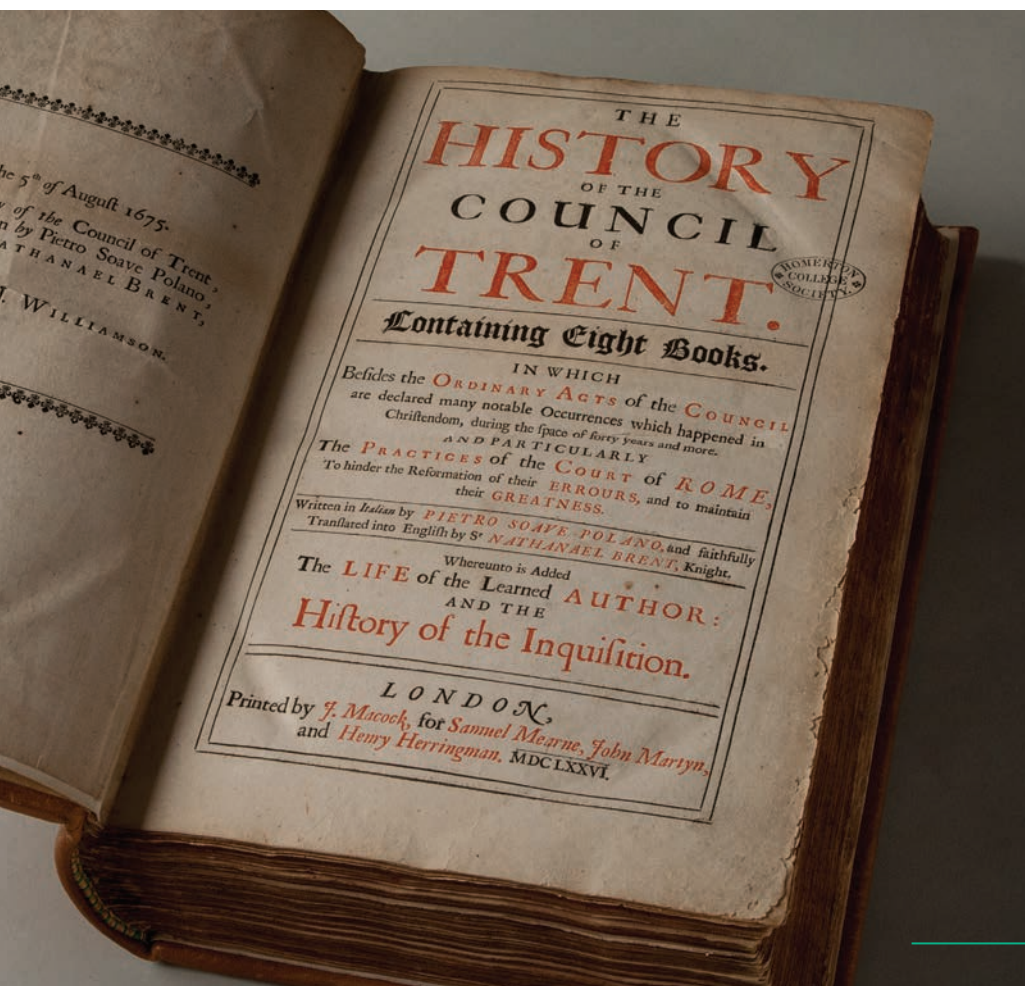 he 5th of Auguſt 1675.
y of the Council of Trent,
n by Pietro Soave Polano,
ATHANAEL BRENT,
J. WILLIAMSON.
THE
HISTORY
OF THE
COUNCIL
OF
TRENT.
HOMERTON
COLLEGE
SOCIETY.
Containing Eight Books.
IN WHICH
Beſides the ORDINARY ACTS of the COUNCIL
are declared many notable Occurrences which happened in
Chriſtendom, during the ſpace of forty years and more.
AND PARTICULARLY
The PRACTICES of the COURT of ROME,
To hinder the Reformation of their ERROURS, and to maintain
their GREATNESS.
Written in Italian by PIETRO SOAVE POLANO, and faithfully
Tranſlated into Engliſh by Sr NATHANAEL BRENT, Knight.
Whereunto is Added
The LIFE of the Learned AUTHOR:
AND THE
Hiſtory of the Inquiſition.
LONDON,
Printed by J. Macock, for Samuel Mearne, John Martyn,
and Henry Herringman. MDCLXXVI.